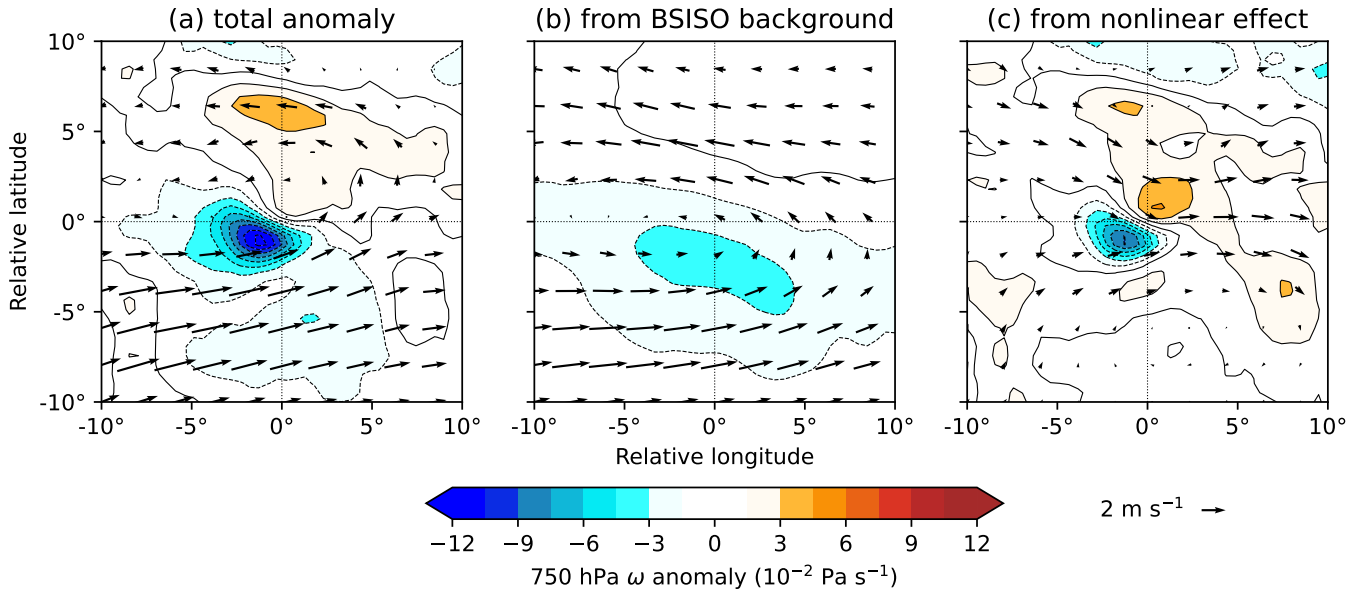 (a) total anomaly
(b) from BSISO background
(c) from nonlinear effect
Relative latitude
10°
5°
0°
-5°
-10°
-10° -5° 0° 5° 10°
-10° -5° 0° 5° 10°
-10° -5° 0° 5° 10°
Relative longitude
−12 −9 −6 −3 0 3 6 9 12
750 hPa ω anomaly (10⁻² Pa s⁻¹)
2 m s⁻¹